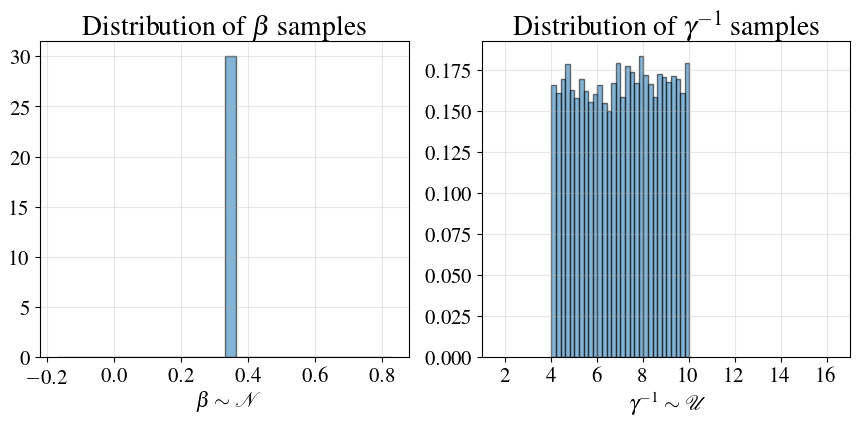 Distribution of β samples
30
25
20
15
10
5
0
−0.2 0.0 0.2 0.4 0.6 0.8
β ∼ 𝒩
Distribution of γ⁻¹ samples
0.175
0.150
0.125
0.100
0.075
0.050
0.025
0.000
2 4 6 8 10 12 14 16
γ⁻¹ ∼ 𝒰